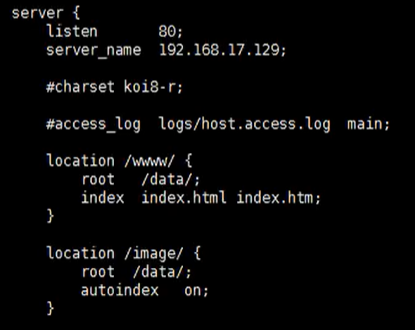 server {
    listen       80;
    server_name  192.168.17.129;
    #charset koi8-r;
    #access_log  logs/host.access.log  main;
    location /www/ {
        root   /data/;
        index  index.html index.htm;
    }
    location /image/ {
        root  /data/;
        autoindex   on;
    }